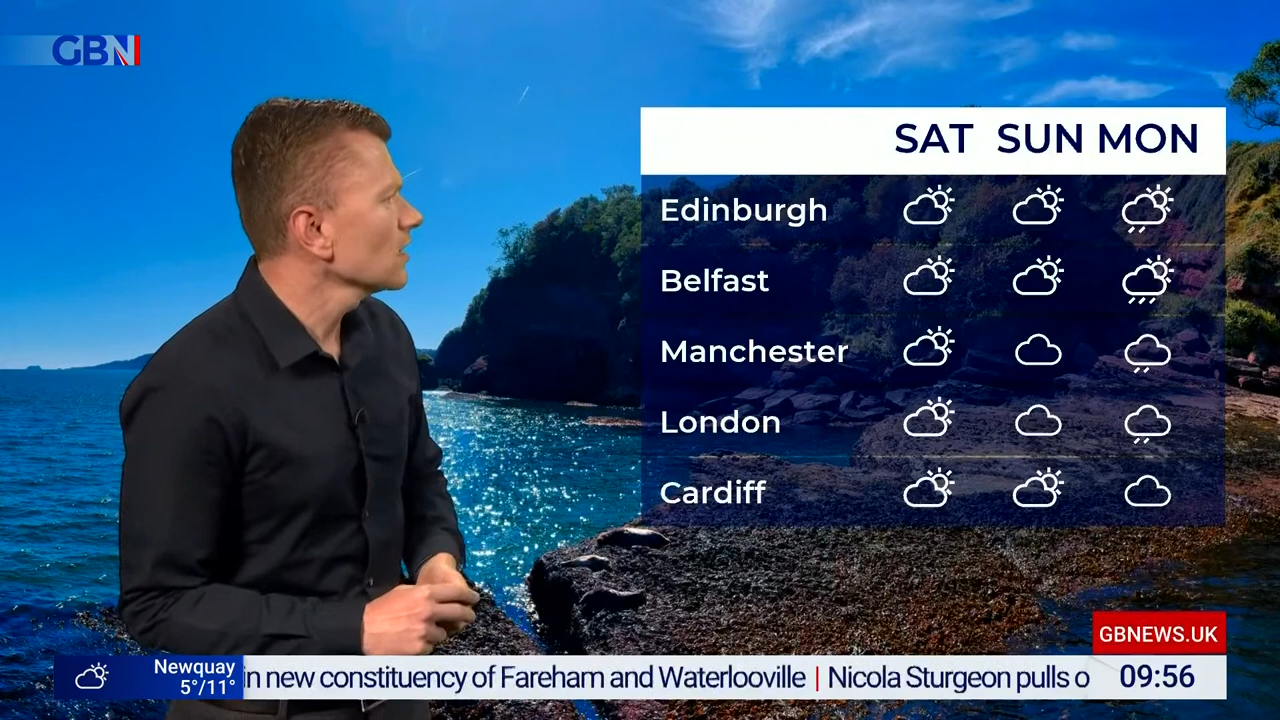 GBN
SAT SUN MON
Edinburgh
Belfast
Manchester
London
Cardiff
GBNEWS.UK
Newquay
5°/11°
in new constituency of Fareham and Waterlooville | Nicola Sturgeon pulls o
09:56